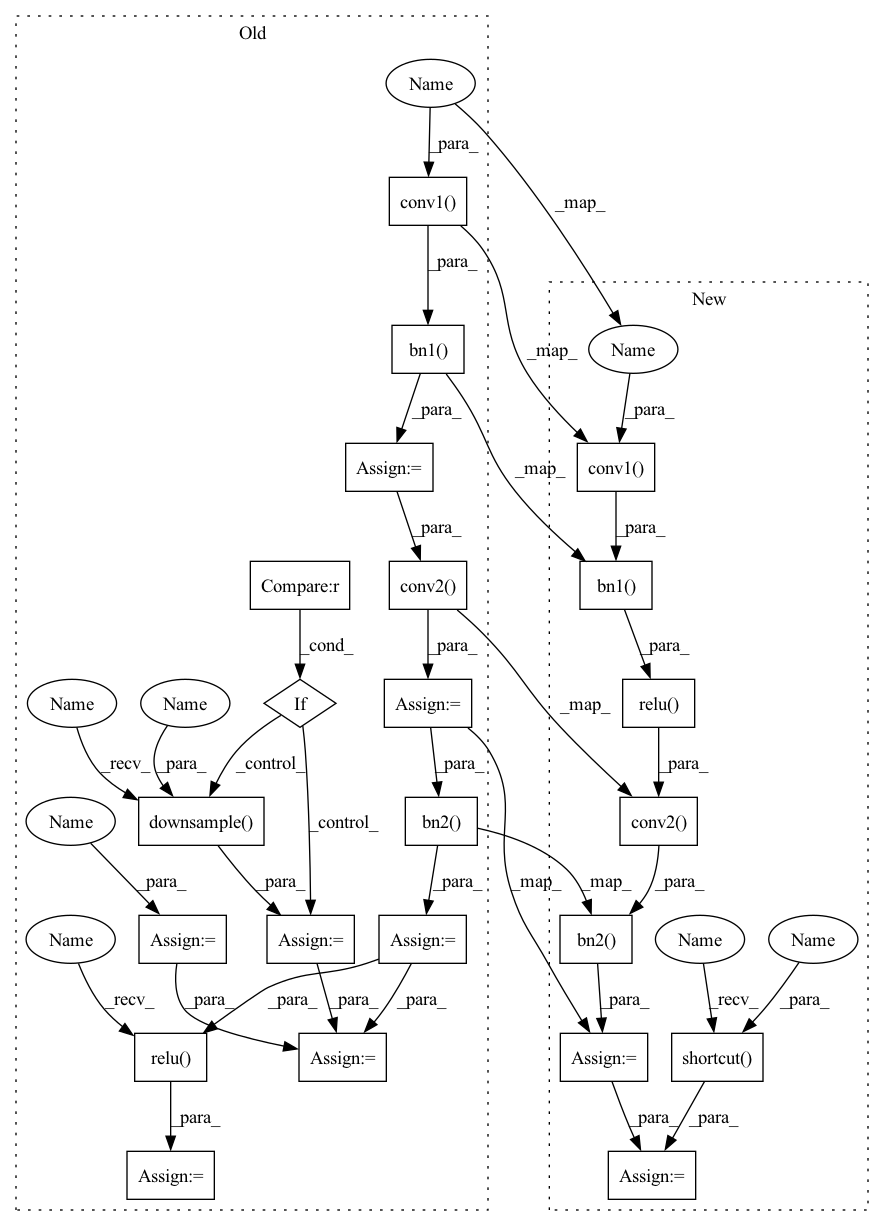 Old
Name
_para_
conv1()
_map_
_para_
New
Name
bn1()
_map_
_para_
_para_
Assign:=
_map_
conv1()
_para_
_para_
Compare:r
conv2()
bn1()
_cond_
_para_
_para_
Name
Name
If
Assign:=
_map_
relu()
_recv_
_para_
_control_
_para_
_para_
Name
downsample()
_control_
bn2()
conv2()
_para_
_para_
_para_
_map_
_map_
_para_
Name
Assign:=
Assign:=
Assign:=
bn2()
Name
Name
_recv_
_para_
_para_
_para_
_para_
_para_
_recv_
_para_
relu()
Assign:=
Assign:=
shortcut()
_para_
_para_
_para_
Assign:=
Assign:=